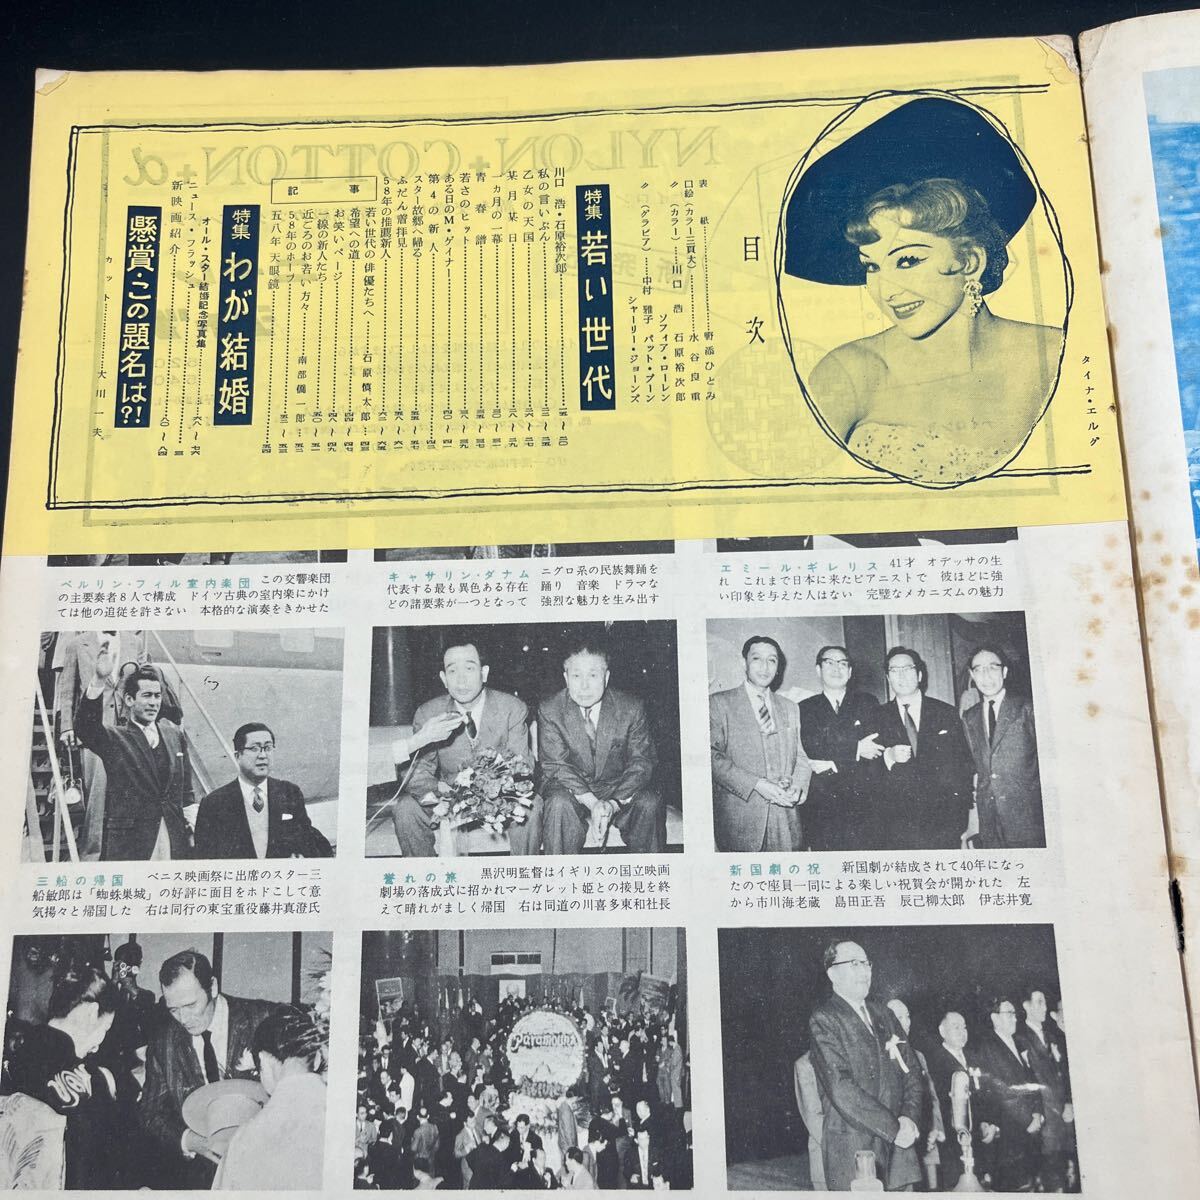 目次
表紙……野添ひとみ
水谷良重
口絵(カラー三頁大)
〃(カラー)……川口浩 石原裕次郎
ソフィア・ローレン
〃(グラビア)……中村雅子 パット・ブーン
シャーリー・ジョーンズ
特集 若い世代
川口浩・石原裕次郎
私の言いぶん
乙女の天国
某月某日
一ヵ月の一幕
青春譜
若さのヒット
ある日のM・ゲイナー
第4の新人
スター故郷へ帰る
ふだん着拝見
58年の推薦新人
記事
若い世代の俳優たちへ……石原慎太郎
希望への道
お笑いページ
一線の新人たち
近ごろのお若い方々……南部僑一郎
58年のホープ
五八年天眼鏡
特集 わが結婚
オール・スター結婚記念写真集……六八〜七六
ニュース・フラッシュ
新映画紹介……八〇〜八四
懸賞・この題名は?!
カット……大川一夫
タイナ・エルグ
NYLON+COTTON+α
ベルリン・フィル室内楽団 この交響楽団
の主要奏者8人で構成 ドイツ古典の室内楽にかけ
ては他の追従を許さない 本格的な演奏をきかせた
キャサリン・ダナム ニグロ系の民族舞踊を
代表する最も異色ある存在 踊り 音楽 ドラマな
どの諸要素が一つとなって 強烈な魅力を生み出す
エミール・ギレリス 41才 オデッサの生
れ これまで日本に来たピアニストで 彼ほどに強
い印象を与えた人はない 完璧なメカニズムの魅力
三船の帰国 ベニス映画祭に出席のスター三
船敏郎は「蜘蛛巣城」の好評に面目をホドこして意
気揚々と帰国した 右は同行の東宝重役藤井真澄氏
誉れの旅 黒沢明監督はイギリスの国立映画
劇場の落成式に招かれマーガレット姫との接見を終
えて晴れがましく帰国 右は同道の川喜多東和社長
新国劇の祝 新国劇が結成されて40年になっ
たので座員一同による楽しい祝賀会が開かれた 左
から市川海老蔵 島田正吾 辰己柳太郎 伊志井寛
Paramount